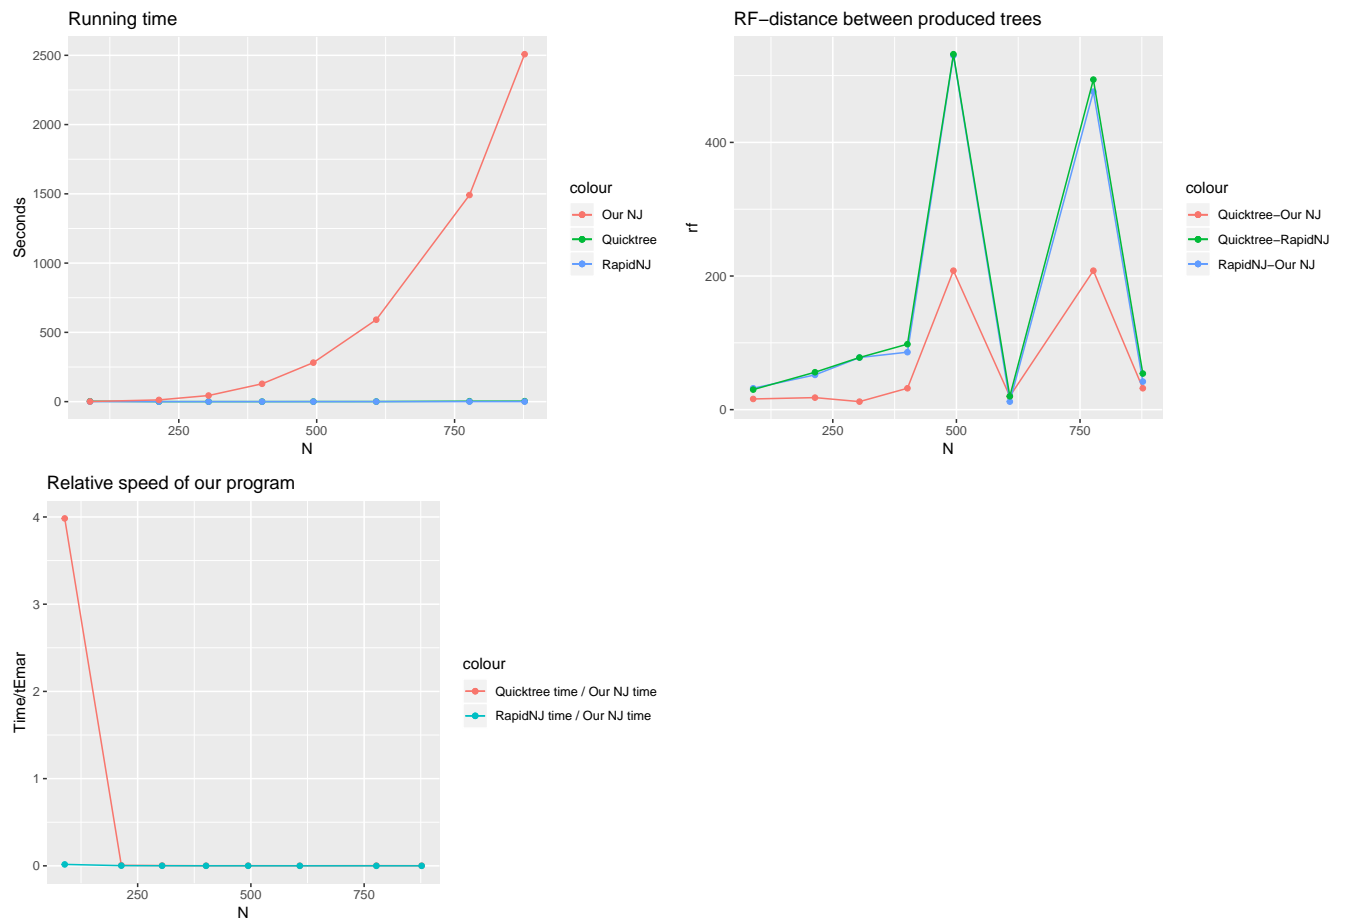 Running time
2500
2000
1500
1000
500
0
Seconds
250
500
750
N
colour
Our NJ
Quicktree
RapidNJ
RF−distance between produced trees
400
200
0
rf
250
500
750
N
colour
Quicktree−Our NJ
Quicktree−RapidNJ
RapidNJ−Our NJ
Relative speed of our program
4
3
2
1
0
Time/tEmar
250
500
750
N
colour
Quicktree time / Our NJ time
RapidNJ time / Our NJ time